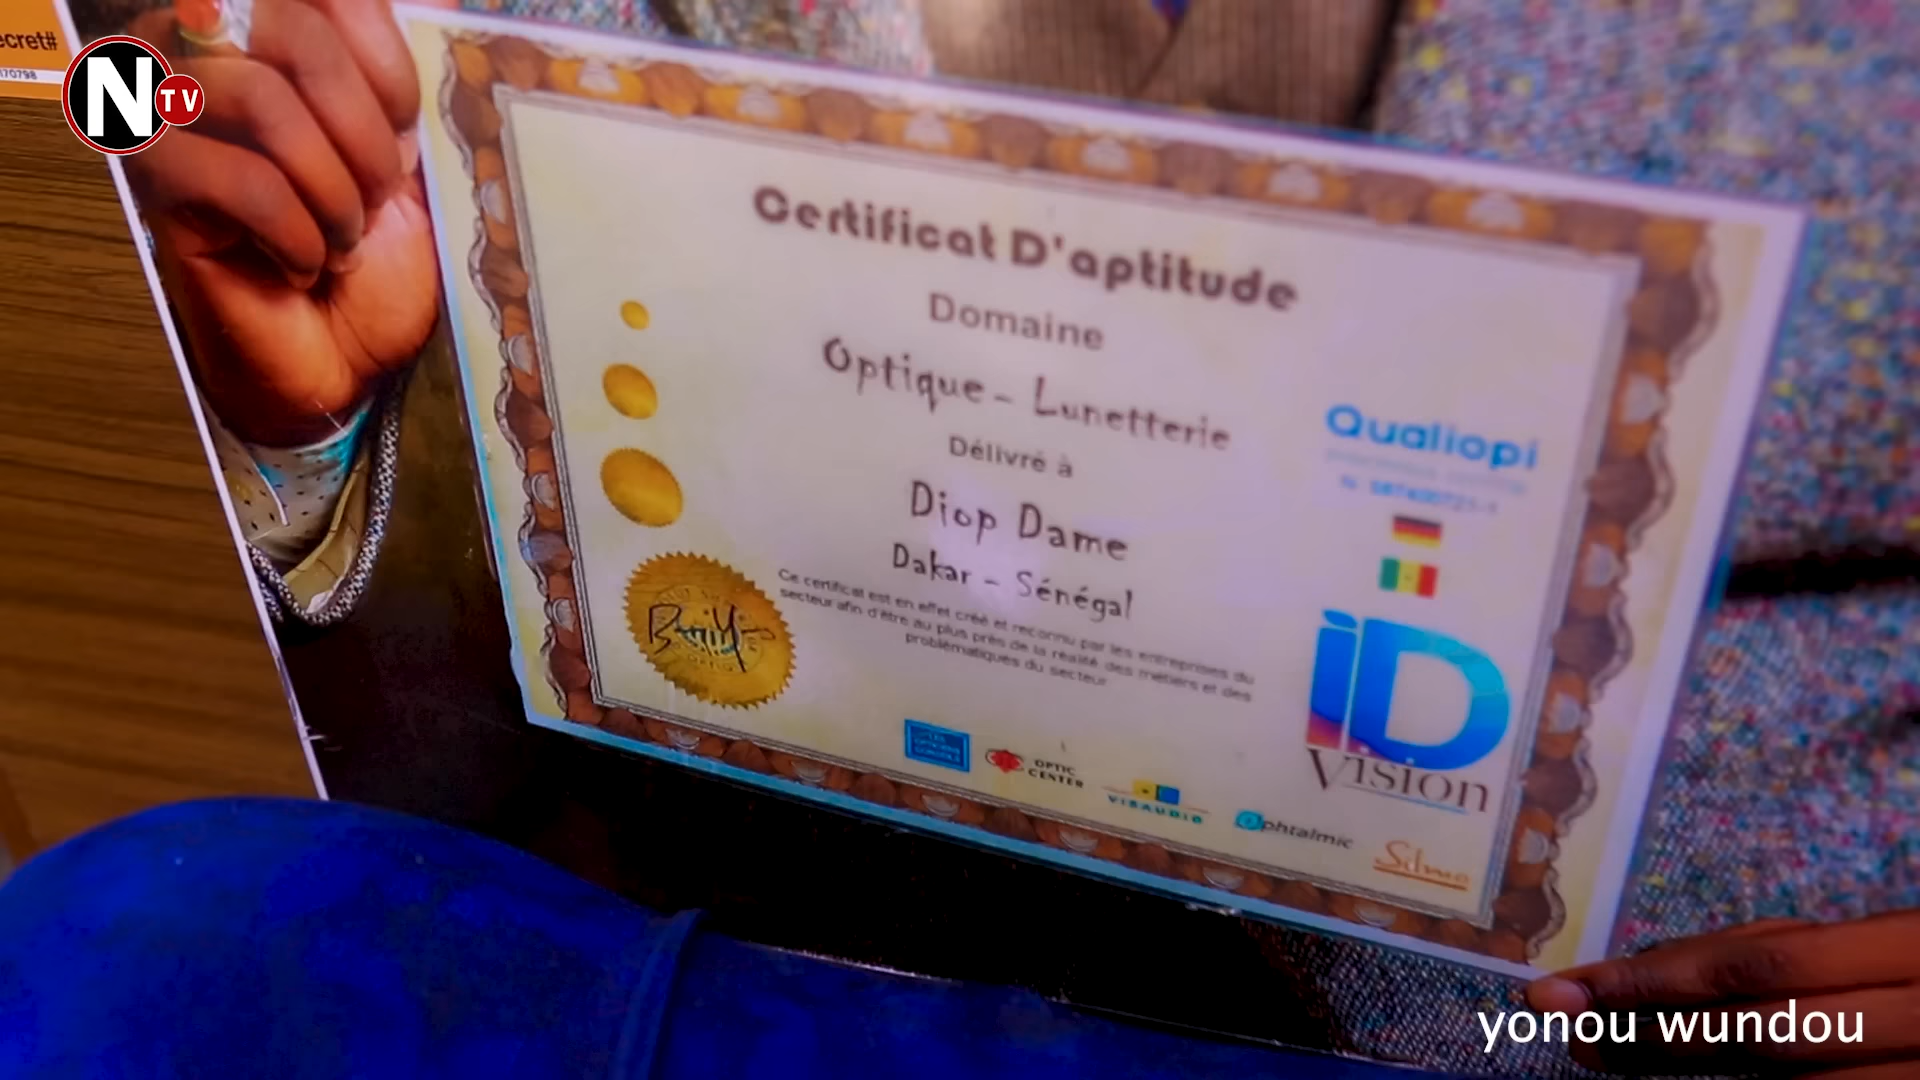 ecret#
170798
N TV
Certificat D'aptitude
Domaine
Optique - Lunetterie
Délivré à
Diop Dame
Dakar - Sénégal
Ce certificat est en effet créé et reconnu par les entreprises du
secteur afin d'être au plus près de la réalité des métiers et des
problématiques du secteur
Qualiopi
iD
Vision
OPTIC
CENTER
VISAUDIO
Ophtalmic
Silmo
yonou wundou